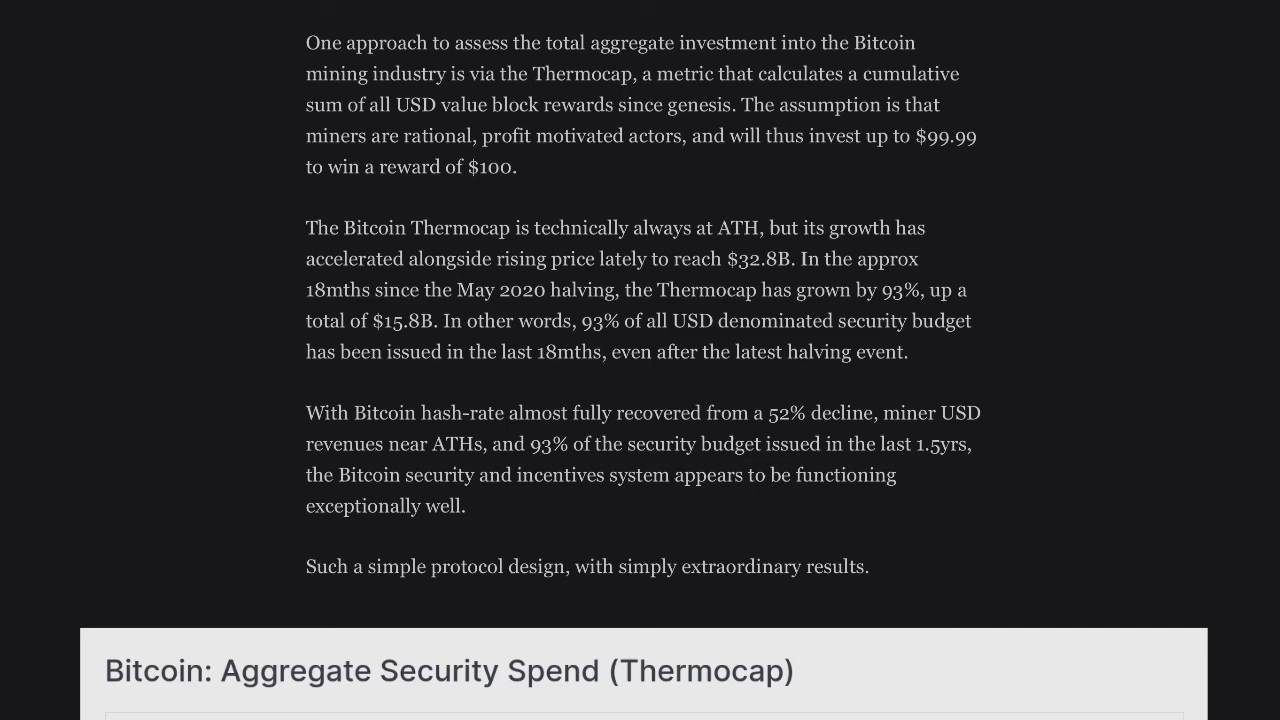 One approach to assess the total aggregate investment into the Bitcoin
mining industry is via the Thermocap, a metric that calculates a cumulative
sum of all USD value block rewards since genesis. The assumption is that
miners are rational, profit motivated actors, and will thus invest up to $99.99
to win a reward of $100.
The Bitcoin Thermocap is technically always at ATH, but its growth has
accelerated alongside rising price lately to reach $32.8B. In the approx
18mths since the May 2020 halving, the Thermocap has grown by 93%, up a
total of $15.8B. In other words, 93% of all USD denominated security budget
has been issued in the last 18mths, even after the latest halving event.
With Bitcoin hash-rate almost fully recovered from a 52% decline, miner USD
revenues near ATHs, and 93% of the security budget issued in the last 1.5yrs,
the Bitcoin security and incentives system appears to be functioning
exceptionally well.
Such a simple protocol design, with simply extraordinary results.
Bitcoin: Aggregate Security Spend (Thermocap)